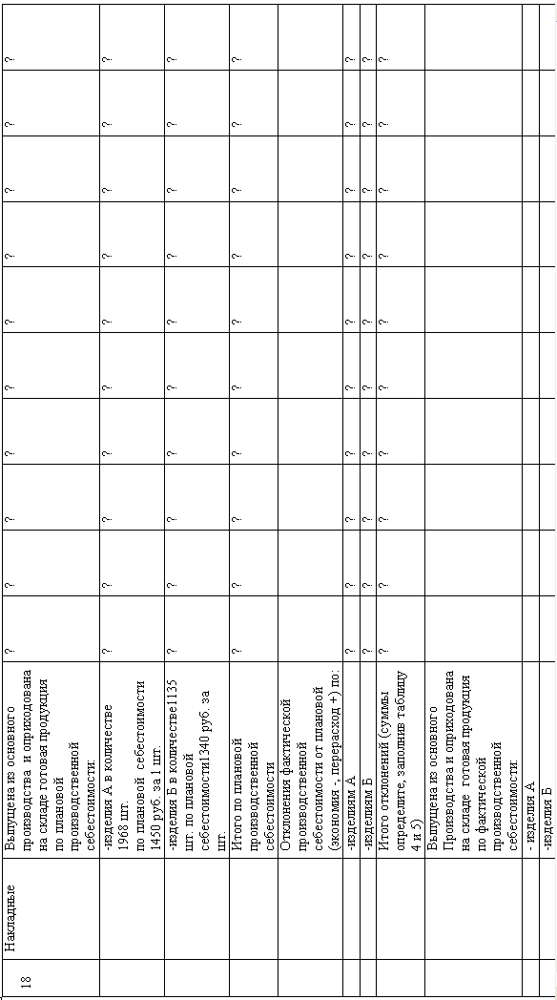 18
Накладные
Выпущена из основного
производства и оприходована
на складе готовая продукция
по плановой
производственной
себестоимости:
? ? ? ? ? ? ? ? ? ?
-изделия А в количестве
1968 шт.
по плановой себестоимости
1450 руб. за 1 шт.
? ? ? ? ? ? ? ? ? ?
-изделия Б в количестве1135
шт. по плановой
себестоимости1340 руб. за
шт.
? ? ? ? ? ? ? ? ? ?
Итого по плановой
производственной
себестоимости
? ? ? ? ? ? ? ? ? ?
Отклонения фактической
производственной
себестоимости от плановой
(экономия -, перерасход +) по:
-изделиям А
? ? ? ? ? ? ? ? ? ?
-изделиям Б
? ? ? ? ? ? ? ? ? ?
Итого отклонений (суммы
определите, заполнив таблицу
4 и 5)
? ? ? ? ? ? ? ? ? ?
Выпущена из основного
Производства и оприходована
на складе готовая продукция
по фактической
производственной
себестоимости:
- изделия А
-изделия Б